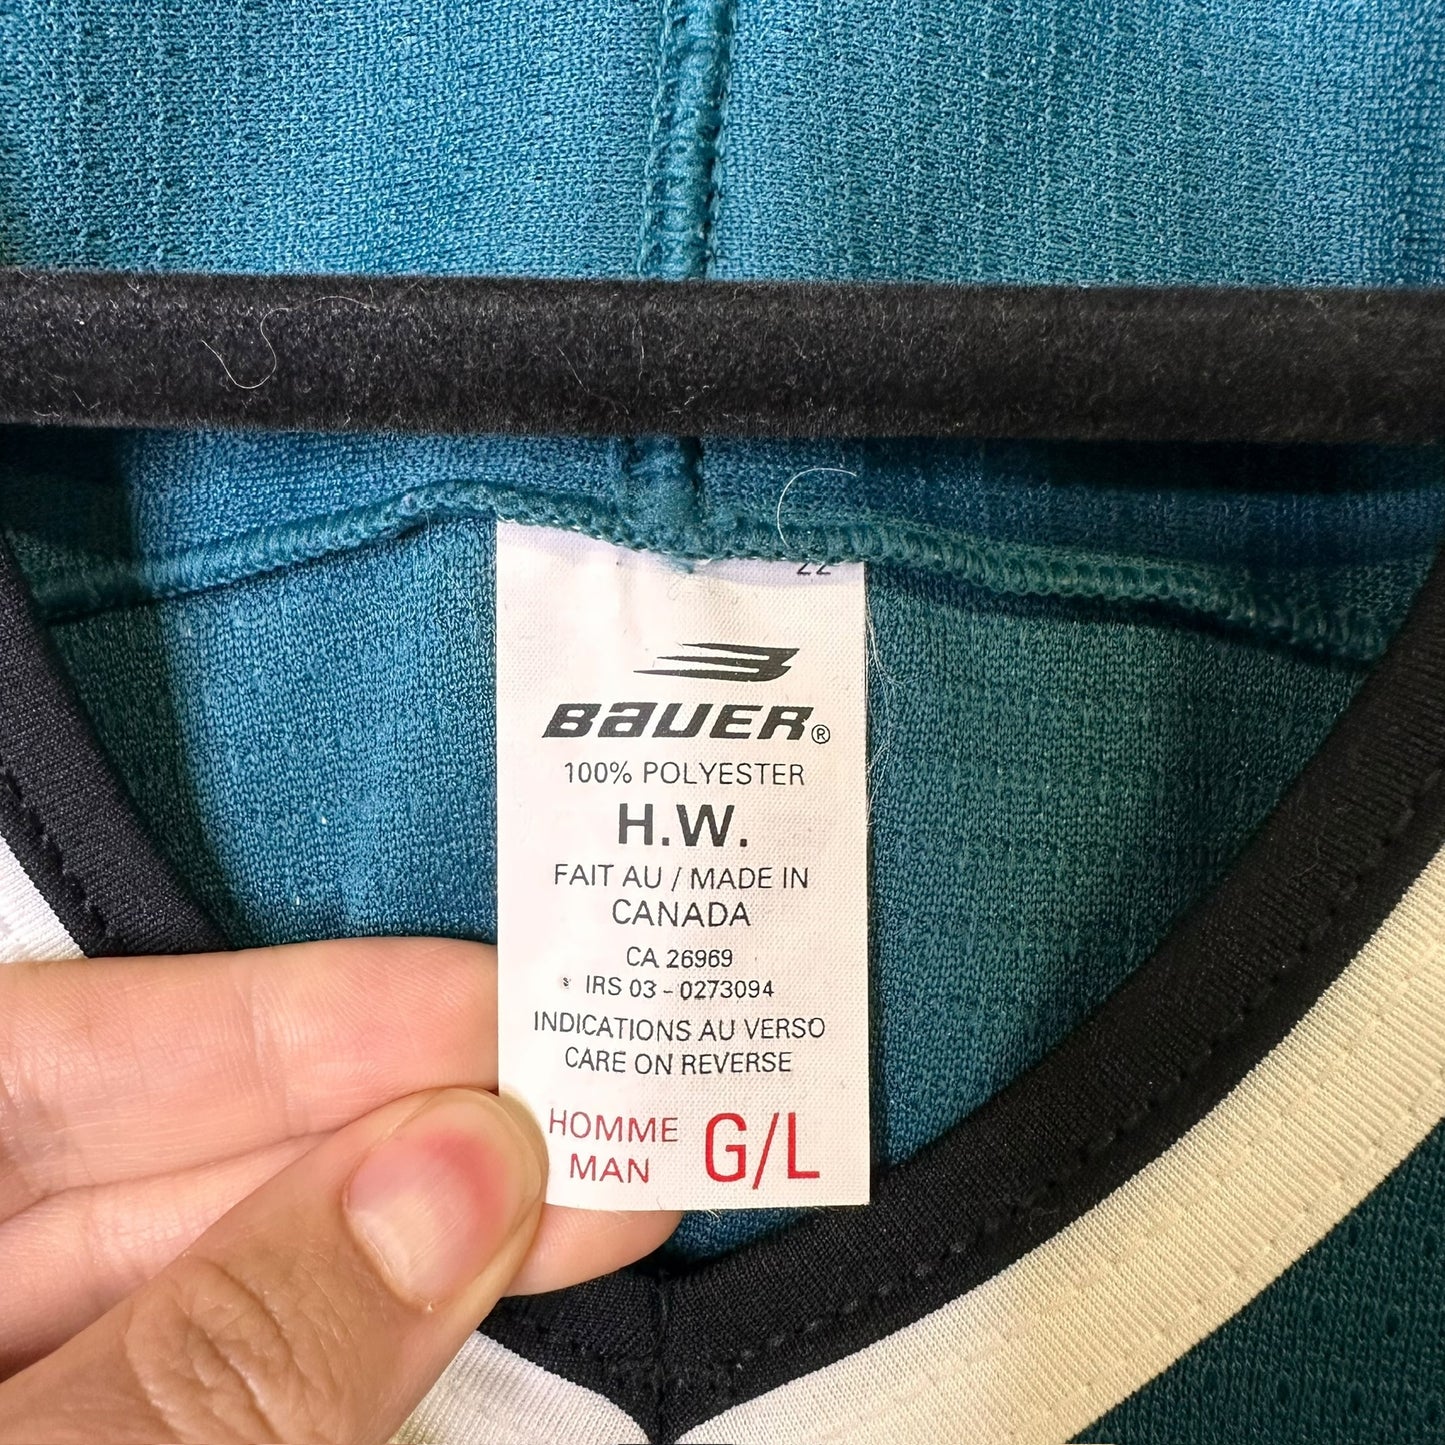 BAUER®
100% POLYESTER
H.W.
FAIT AU / MADE IN
CANADA
CA 26969
IRS 03 - 0273094
INDICATIONS AU VERSO
CARE ON REVERSE
HOMME
MAN
G/L